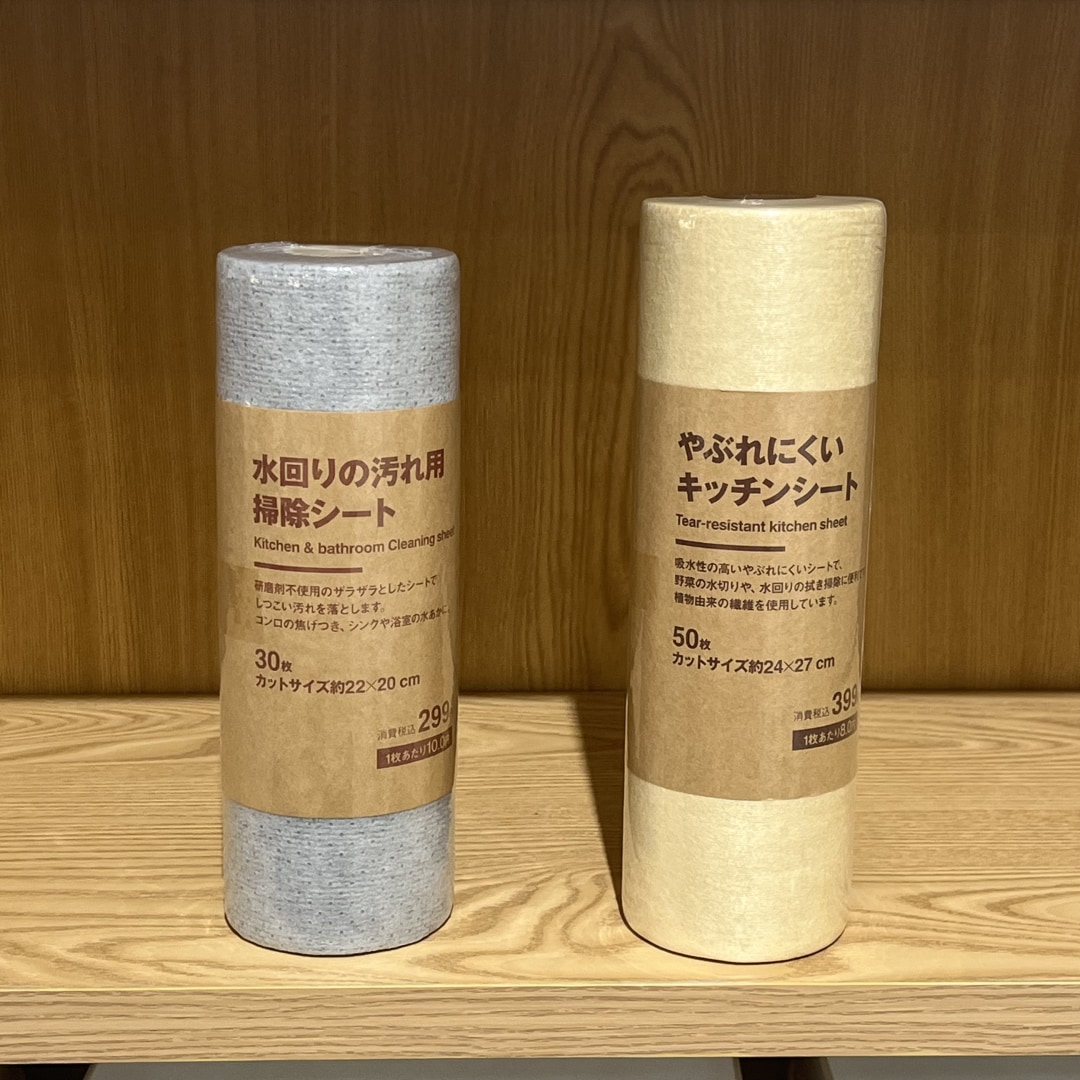 水回りの汚れ用
掃除シート
Kitchen & bathroom Cleaning sheet
研磨剤不使用のザラザラとしたシートで
しつこい汚れを落とします。
コンロの焦げつき、シンクや浴室の水あかに。
30枚
カットサイズ約22×20 cm
消費税込 299
1枚あたり10.0
やぶれにくい
キッチンシート
Tear-resistant kitchen sheet
吸水性の高いやぶれにくいシートで、
野菜の水切りや、水回りの拭き掃除に便利
植物由来の繊維を使用しています。
50枚
カットサイズ約24×27 cm
消費税込 399
1枚あたり8.0